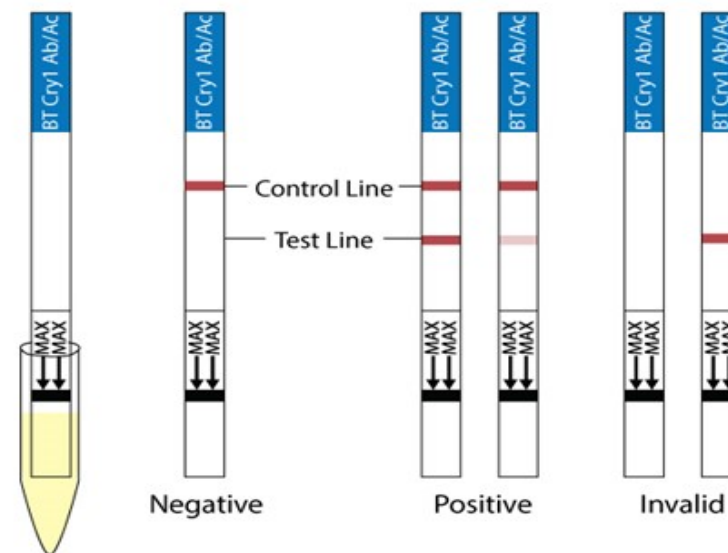 BT Cry1 Ab/Ac
BT Cry1 Ab/Ac
BT Cry1 Ab/Ac
BT Cry1 Ab/Ac
BT Cry1 Ab/Ac
BT Cry1 Ab/Ac
Control Line
Test Line
MAX
MAX
MAX
MAX
MAX
MAX
MAX
MAX
MAX
MAX
MAX
MAX
Negative
Positive
Invalid